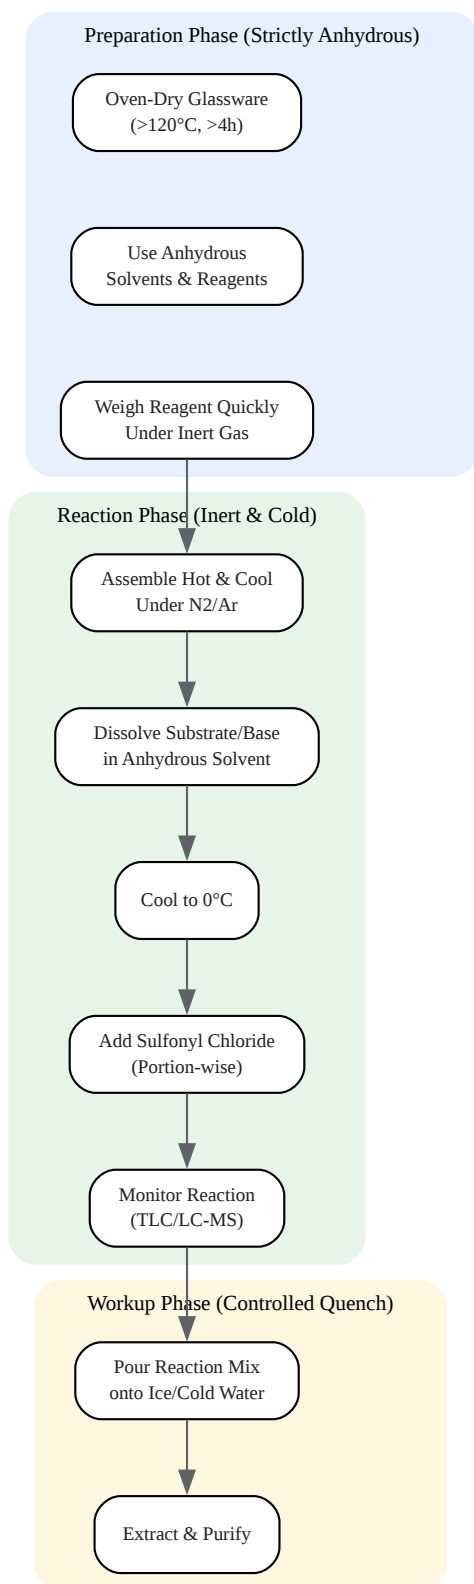 Preparation Phase (Strictly Anhydrous)
Oven-Dry Glassware
(>120°C, >4h)
Use Anhydrous
Solvents & Reagents
Weigh Reagent Quickly
Under Inert Gas
Reaction Phase (Inert & Cold)
Assemble Hot & Cool
Under N2/Ar
Dissolve Substrate/Base
in Anhydrous Solvent
Cool to 0°C
Add Sulfonyl Chloride
(Portion-wise)
Monitor Reaction
(TLC/LC-MS)
Workup Phase (Controlled Quench)
Pour Reaction Mix
onto Ice/Cold Water
Extract & Purify